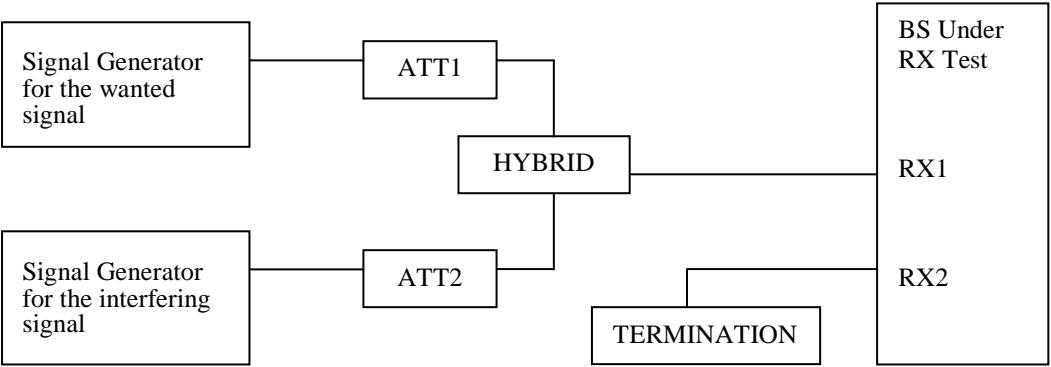 Signal Generator
for the wanted
signal
ATT1
BS Under
RX Test
HYBRID
RX1
Signal Generator
for the interfering
signal
ATT2
RX2
TERMINATION